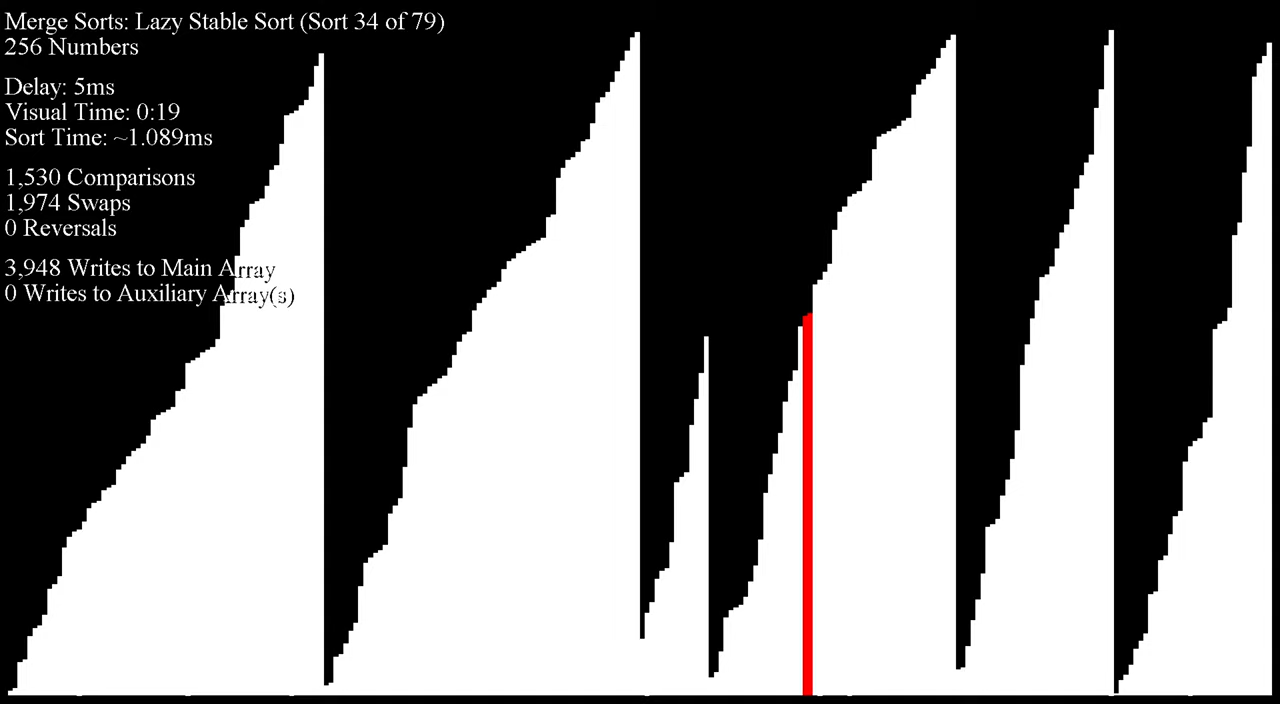 Merge Sorts: Lazy Stable Sort (Sort 34 of 79)
256 Numbers
Delay: 5ms
Visual Time: 0:19
Sort Time: ~1.089ms
1,530 Comparisons
1,974 Swaps
0 Reversals
3,948 Writes to Main Array
0 Writes to Auxiliary Array(s)